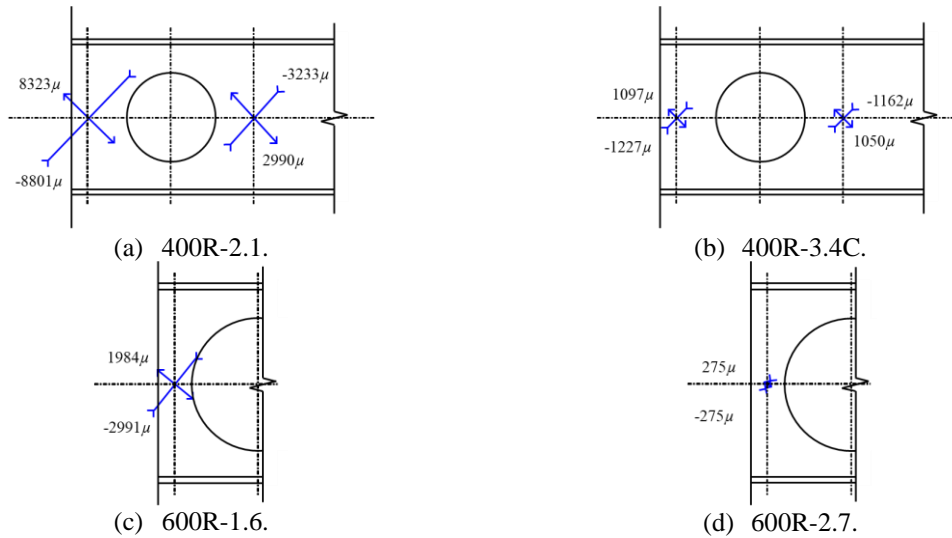 8323μ
-3233μ
-8801μ
2990μ
(a) 400R-2.1.
1097μ
-1162μ
-1227μ
1050μ
(b) 400R-3.4C.
1984μ
-2991μ
(c) 600R-1.6.
275μ
-275μ
(d) 600R-2.7.